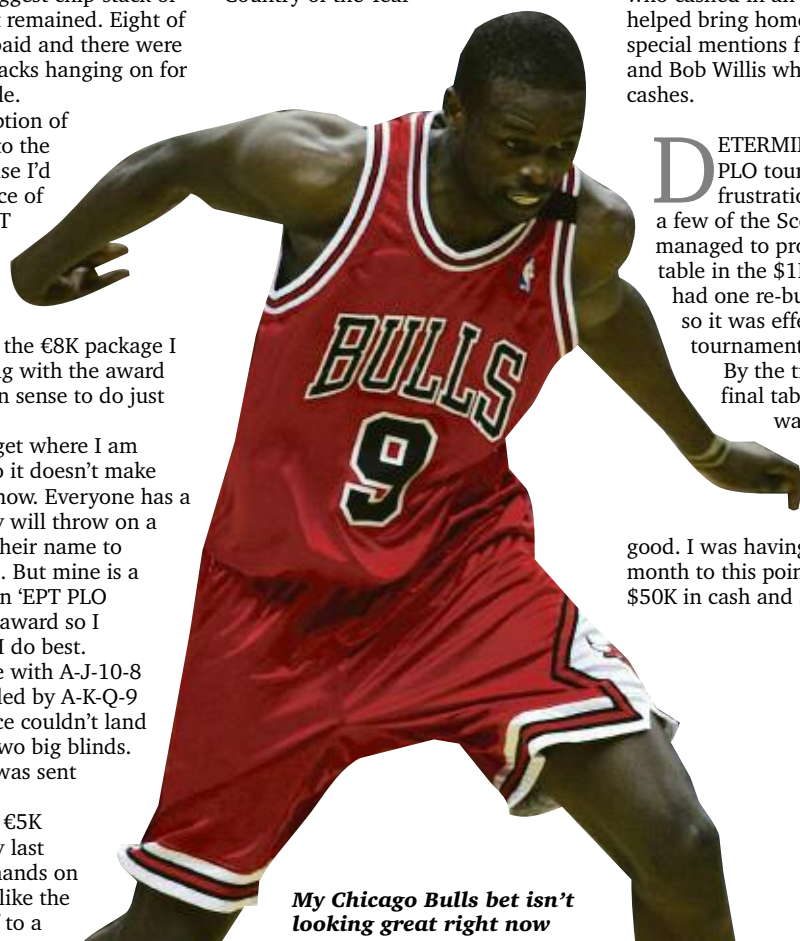 ggest chip stack of
t remained. Eight of
paid and there were
acks hanging on for
le.
ption of
to the
se I’d
ce of
T
the €8K package I
g with the award
n sense to do just
get where I am
o it doesn’t make
now. Everyone has a
y will throw on a
heir name to
. But mine is a
n ‘EPT PLO
award so I
I do best.
e with A-J-10-8
led by A-K-Q-9
ce couldn’t land
wo big blinds.
was sent
€5K
y last
hands on
like the
to a
Country of the Year
BULLS
9
My Chicago Bulls bet isn’t
looking great right now
who cashed in an
helped bring home
special mentions f
and Bob Willis wh
cashes.
DETERMI
PLO tour
frustratio
a few of the Sc
managed to pro
table in the $1
had one re-bu
so it was effe
tournament
By the t
final tab
wa
good. I was having
month to this poin
$50K in cash and